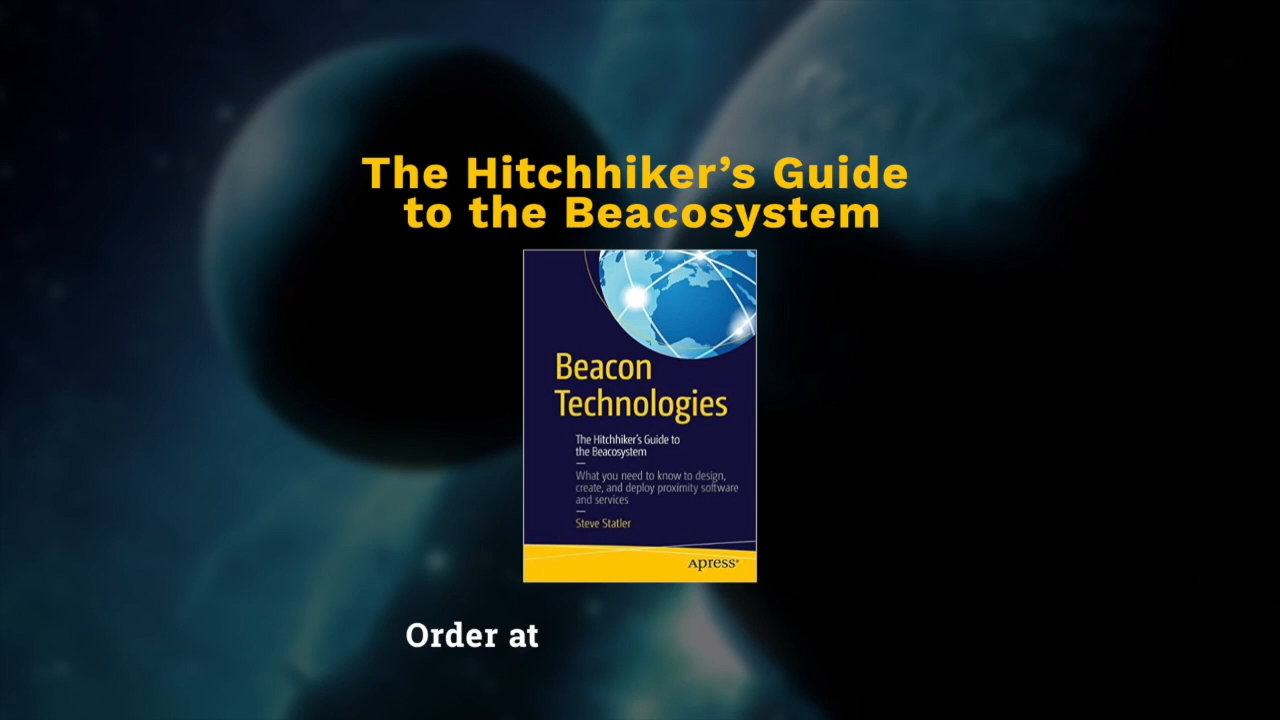 The Hitchhiker's Guide
to the Beacosystem
Beacon
Technologies
The Hitchhiker's Guide to
the Beacosystem
What you need to know to design,
create, and deploy proximity software
and services
Steve Statler
Apress®
Order at